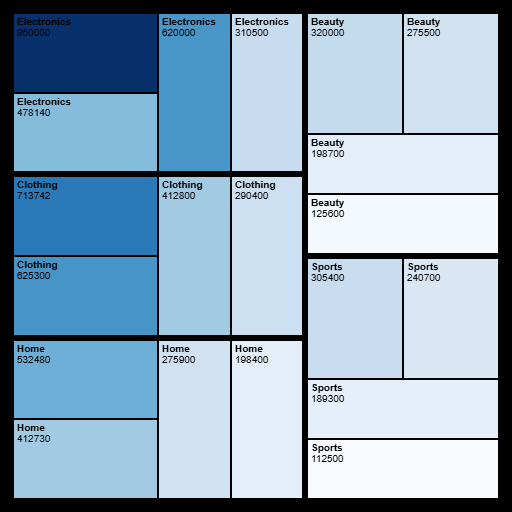 Electronics
950000
Electronics
478140
Electronics
620000
Electronics
310500
Clothing
713742
Clothing
625300
Clothing
412800
Clothing
290400
Home
532480
Home
412730
Home
275900
Home
198400
Beauty
320000
Beauty
275500
Beauty
198700
Beauty
125600
Sports
305400
Sports
240700
Sports
189300
Sports
112500